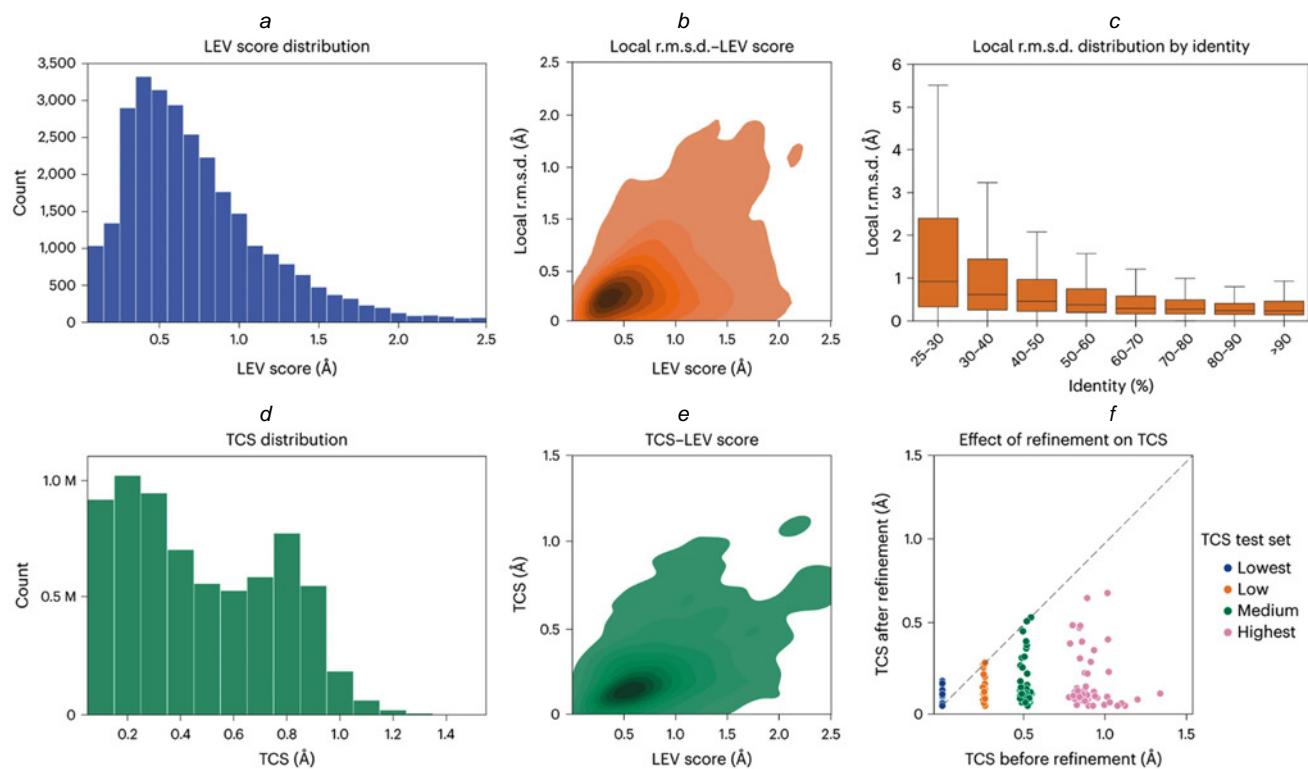 a
LEV score distribution
3,500
3,000
2,500
2,000
3,500
1,000
500
0
0.5
1.0
1.5
2.0
2.5
Count
LEV score (Å)
b
Local r.m.s.d.–LEV score
2.5
2.0
1.0
1.5
0.5
0
0.5
1.0
1.5
2.0
2.5
Local r.m.s.d. (Å)
LEV score (Å)
c
Local r.m.s.d. distribution by identity
6
5
4
3
2
1
0
25–30
30–40
40–50
50–60
60–70
70–80
80–90
>90
Local r.m.s.d. (Å)
Identity (%)
d
TCS distribution
1.0 M
0.5 M
0
0.2
0.4
0.6
0.8
1.0
1.2
1.4
Count
TCS (Å)
e
TCS–LEV score
1.5
1.0
0.5
0
0.5
1.0
1.5
2.0
2.5
TCS (Å)
LEV score (Å)
f
Effect of refinement on TCS
1.5
1.0
0.5
0
0.5
1.0
1.5
TCS after refinement (Å)
TCS before refinement (Å)
TCS test set
Lowest
Low
Medium
Highest